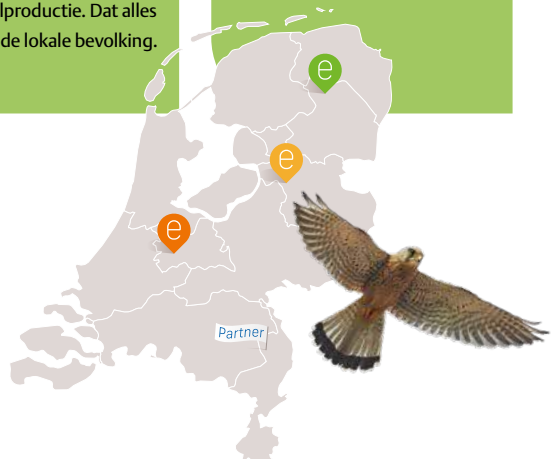 lproductie. Dat alles
de lokale bevolking.
e
e
e
Partner